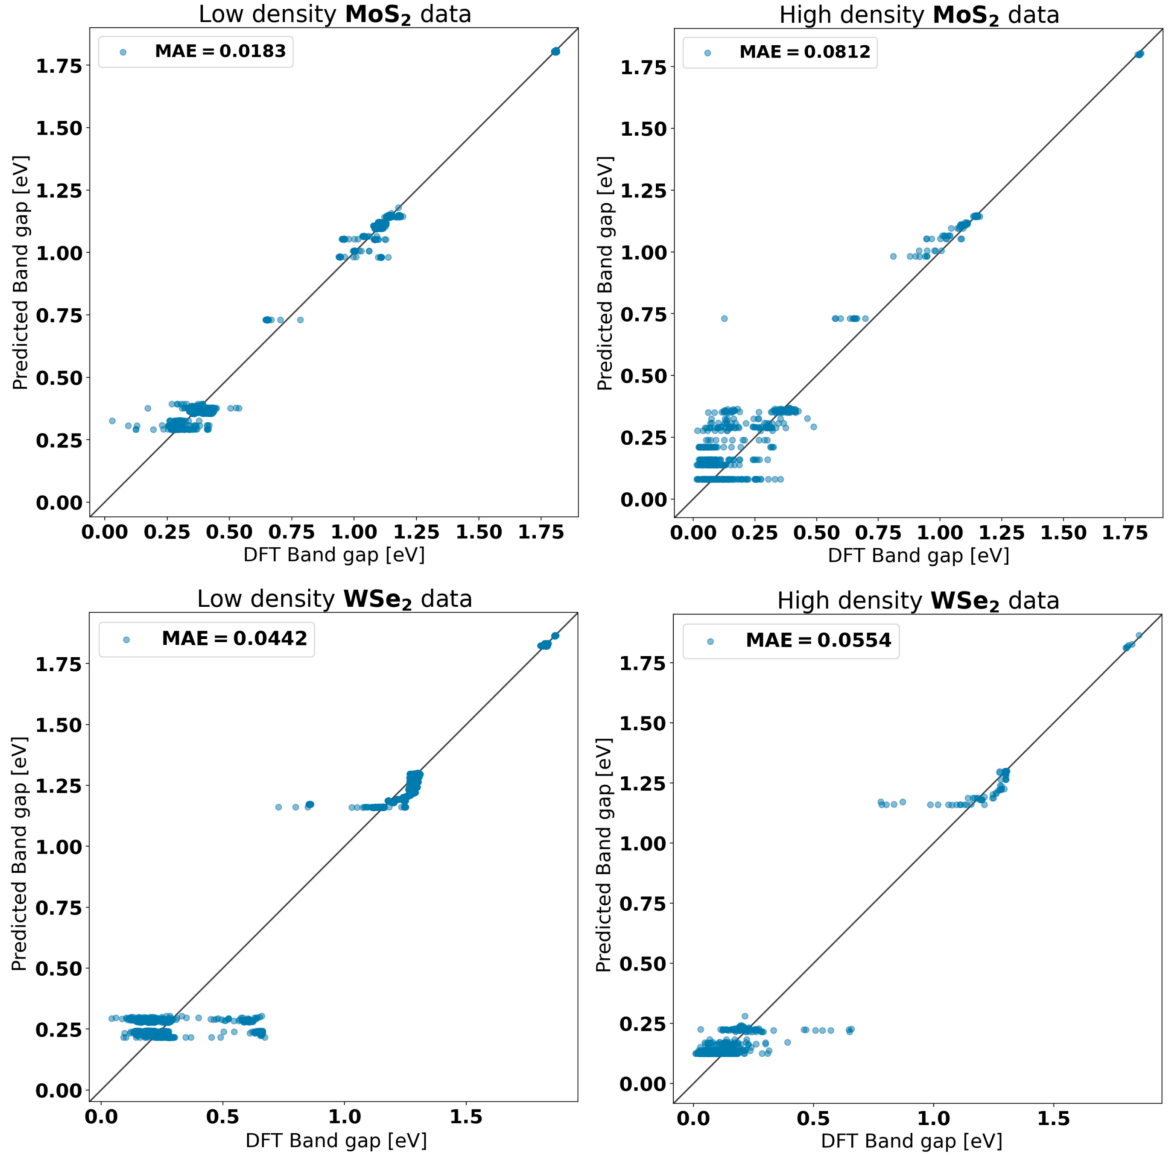 Low density MoS₂ data
MAE = 0.0183
Predicted Band gap [eV]
1.75
1.50
1.25
1.00
0.75
0.50
0.25
0.00
0.00 0.25 0.50 0.75 1.00 1.25 1.50 1.75
DFT Band gap [eV]
High density MoS₂ data
MAE = 0.0812
Predicted Band gap [eV]
1.75
1.50
1.25
1.00
0.75
0.50
0.25
0.00
0.00 0.25 0.50 0.75 1.00 1.25 1.50 1.75
DFT Band gap [eV]
Low density WSe₂ data
MAE = 0.0442
Predicted Band gap [eV]
1.75
1.50
1.25
1.00
0.75
0.50
0.25
0.00
0.0 0.5 1.0 1.5
DFT Band gap [eV]
High density WSe₂ data
MAE = 0.0554
Predicted Band gap [eV]
1.75
1.50
1.25
1.00
0.75
0.50
0.25
0.00
0.0 0.5 1.0 1.5
DFT Band gap [eV]